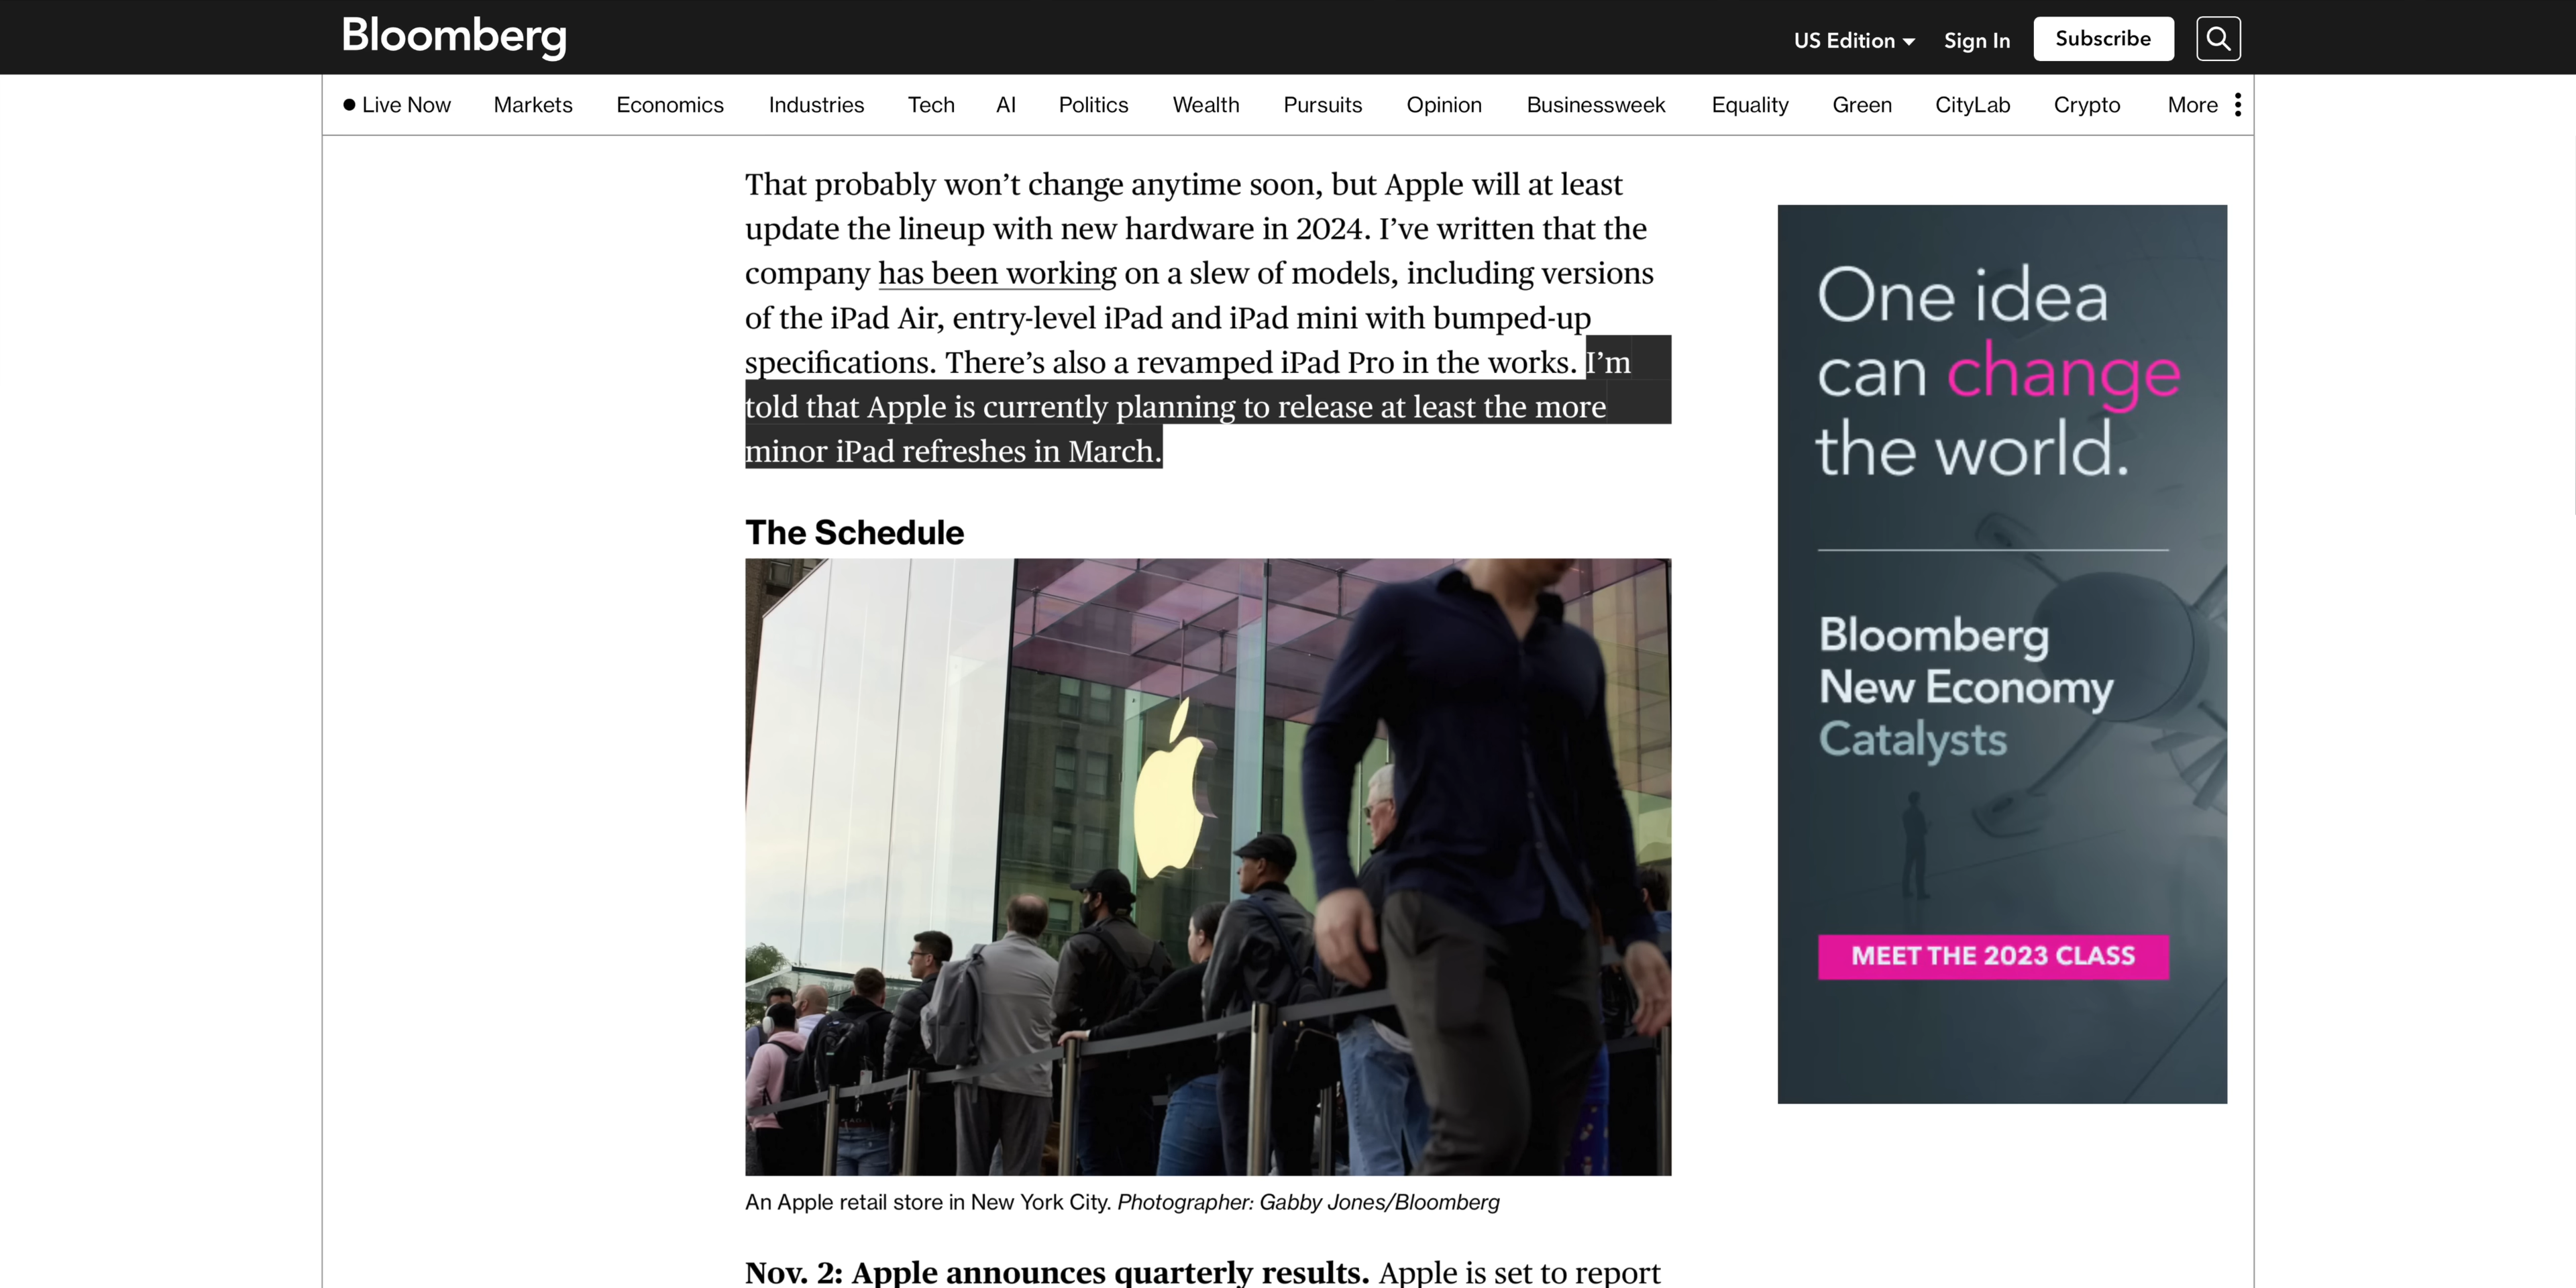 Bloomberg
US Edition
Sign In
Subscribe
Live Now
Markets
Economics
Industries
Tech
AI
Politics
Wealth
Pursuits
Opinion
Businessweek
Equality
Green
CityLab
Crypto
More
That probably won’t change anytime soon, but Apple will at least
update the lineup with new hardware in 2024. I’ve written that the
company has been working on a slew of models, including versions
of the iPad Air, entry-level iPad and iPad mini with bumped-up
specifications. There’s also a revamped iPad Pro in the works. I’m
told that Apple is currently planning to release at least the more
minor iPad refreshes in March.
The Schedule
An Apple retail store in New York City. Photographer: Gabby Jones/Bloomberg
Nov. 2: Apple announces quarterly results. Apple is set to report
One idea
can change
the world.
Bloomberg
New Economy
Catalysts
MEET THE 2023 CLASS